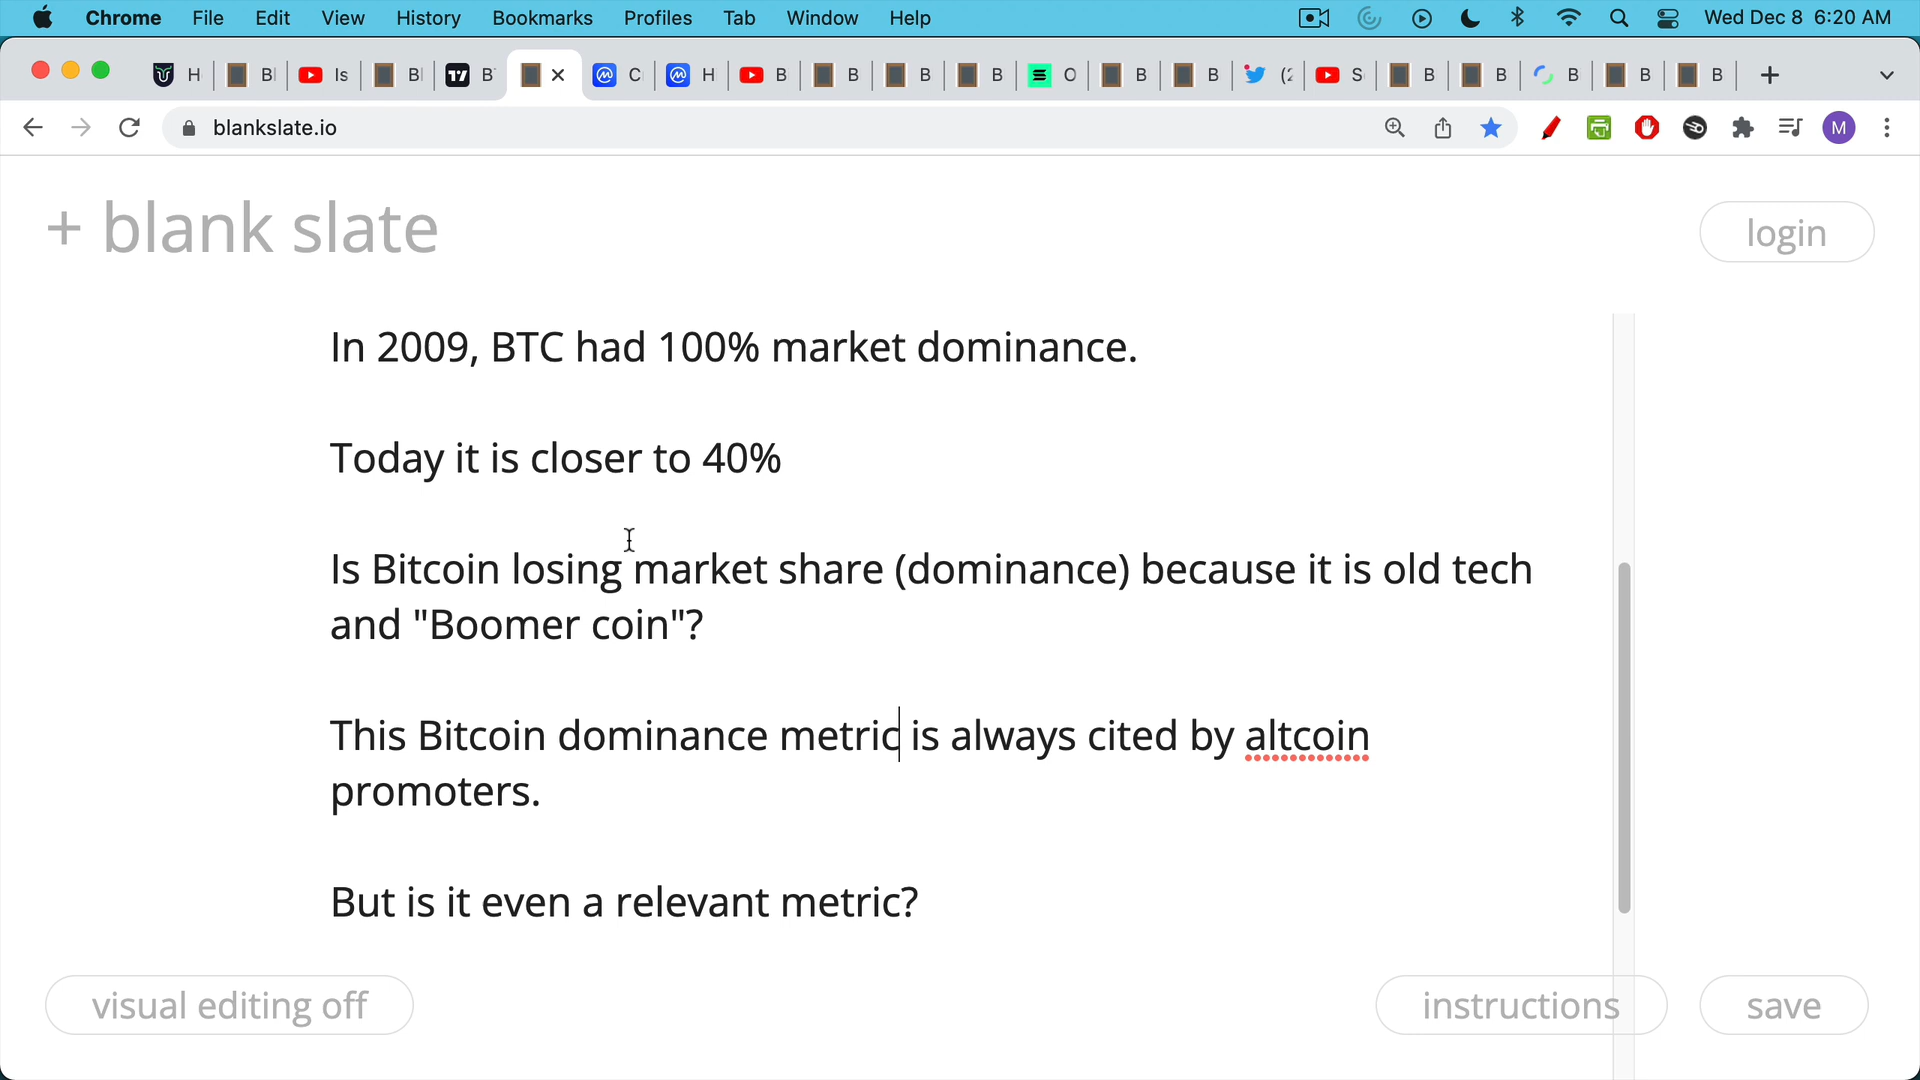 Chrome File Edit View History Bookmarks Profiles Tab Window Help Wed Dec 8 6:20 AM
H B Is B B C H B B B B O B B (2 S B B B B B
blankslate.io M
+ blank slate
login
In 2009, BTC had 100% market dominance.
Today it is closer to 40%
Is Bitcoin losing market share (dominance) because it is old tech
and "Boomer coin"?
This Bitcoin dominance metric is always cited by altcoin
promoters.
But is it even a relevant metric?
visual editing off
instructions
save